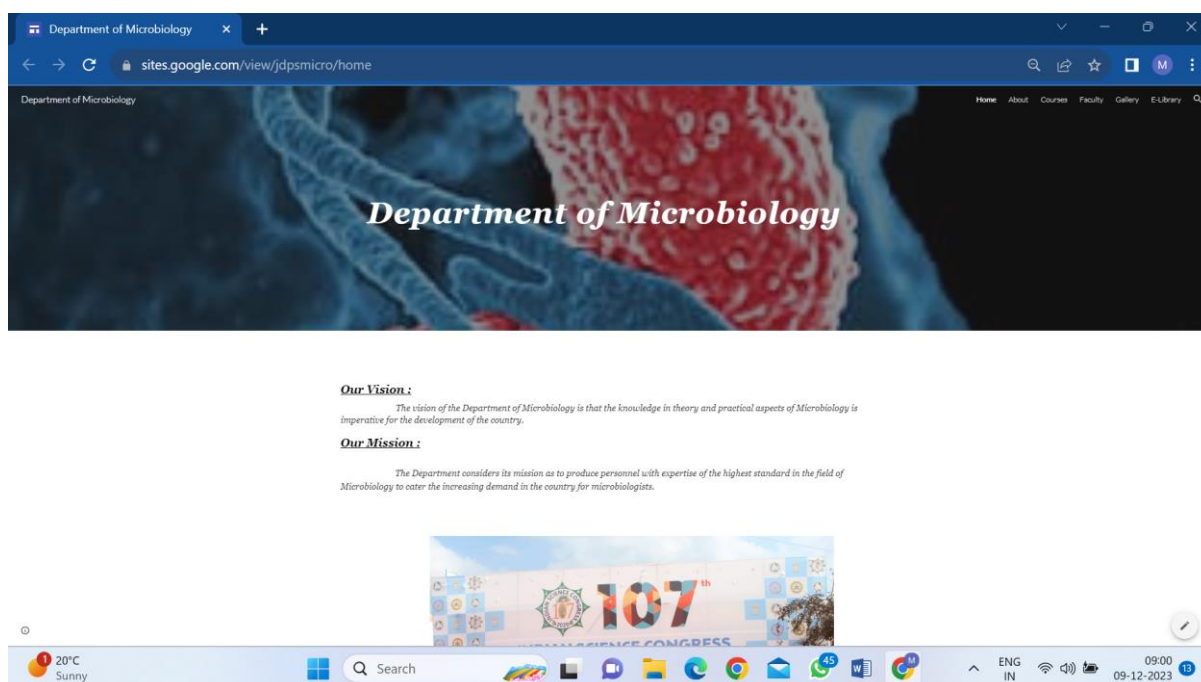 Department of Microbiology
sites.google.com/view/jdpsmicro/home
M
Department of Microbiology
Home About Courses Faculty Gallery E-Library
Department of Microbiology
Our Vision :
The vision of the Department of Microbiology is that the knowledge in theory and practical aspects of Microbiology is
imperative for the development of the country.
Our Mission :
The Department considers its mission as to produce personnel with expertise of the highest standard in the field of
Microbiology to cater the increasing demand in the country for microbiologists.
107th
INDIAN SCIENCE CONGRESS
1
20°C
Sunny
Search
45
M
ENG
IN
09:00
09-12-2023
13